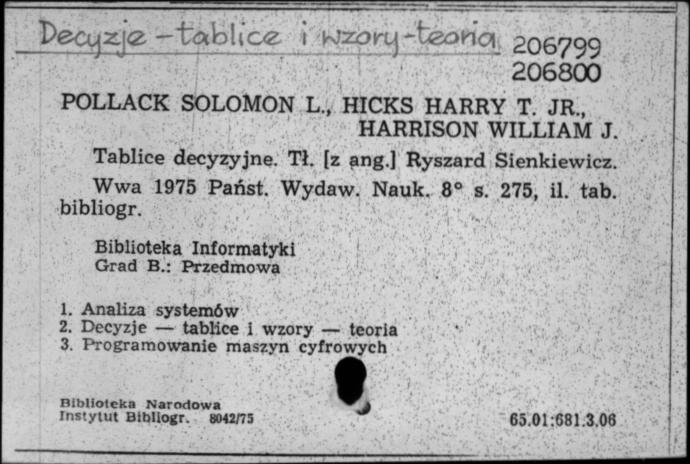 Decyzje - tablice i wzory - teoria
206799
206800
POLLACK SOLOMON L., HICKS HARRY T. JR.,
HARRISON WILLIAM J.
Tablice decyzyjne. Tł. [z ang.] Ryszard Sienkiewicz.
Wwa 1975 Państ. Wydaw. Nauk. 8° s. 275, il. tab.
bibliogr.
Biblioteka Informatyki
Grad B.: Przedmowa
1. Analiza systemów
2. Decyzje — tablice i wzory — teoria
3. Programowanie maszyn cyfrowych
Biblioteka Narodowa
Instytut Bibliogr. 8042/75
65.01:681.3.06